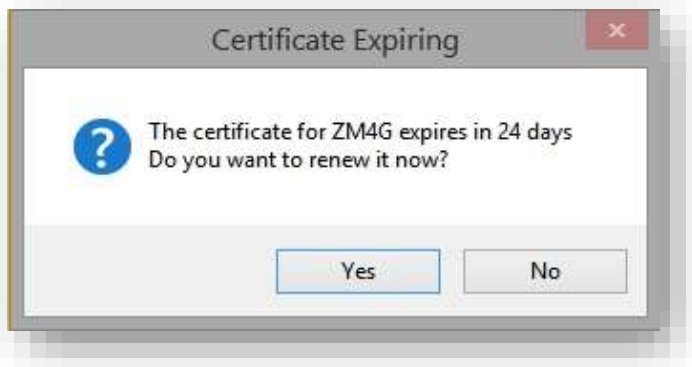 Certificate Expiring
The certificate for ZM4G expires in 24 days
Do you want to renew it now?
Yes
No